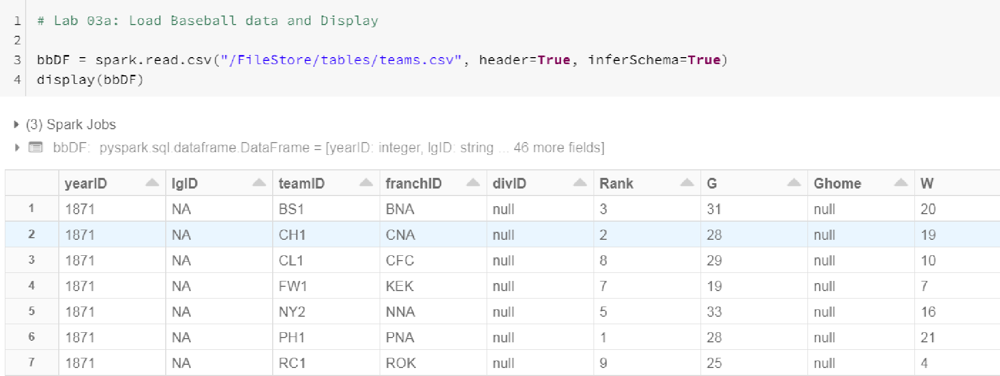 1 # Lab 03a: Load Baseball data and Display
2
3 bbDF = spark.read.csv("/FileStore/tables/teams.csv", header=True, inferSchema=True)
4 display(bbDF)
(3) Spark Jobs
bbDF: pyspark.sql.dataframe.DataFrame = [yearID: integer, lgID: string ... 46 more fields]
yearID lgID teamID franchID divID Rank G Ghome W
1 1871 NA BS1 BNA null 3 31 null 20
2 1871 NA CH1 CNA null 2 28 null 19
3 1871 NA CL1 CFC null 8 29 null 10
4 1871 NA FW1 KEK null 7 19 null 7
5 1871 NA NY2 NNA null 5 33 null 16
6 1871 NA PH1 PNA null 1 28 null 21
7 1871 NA RC1 ROK null 9 25 null 4